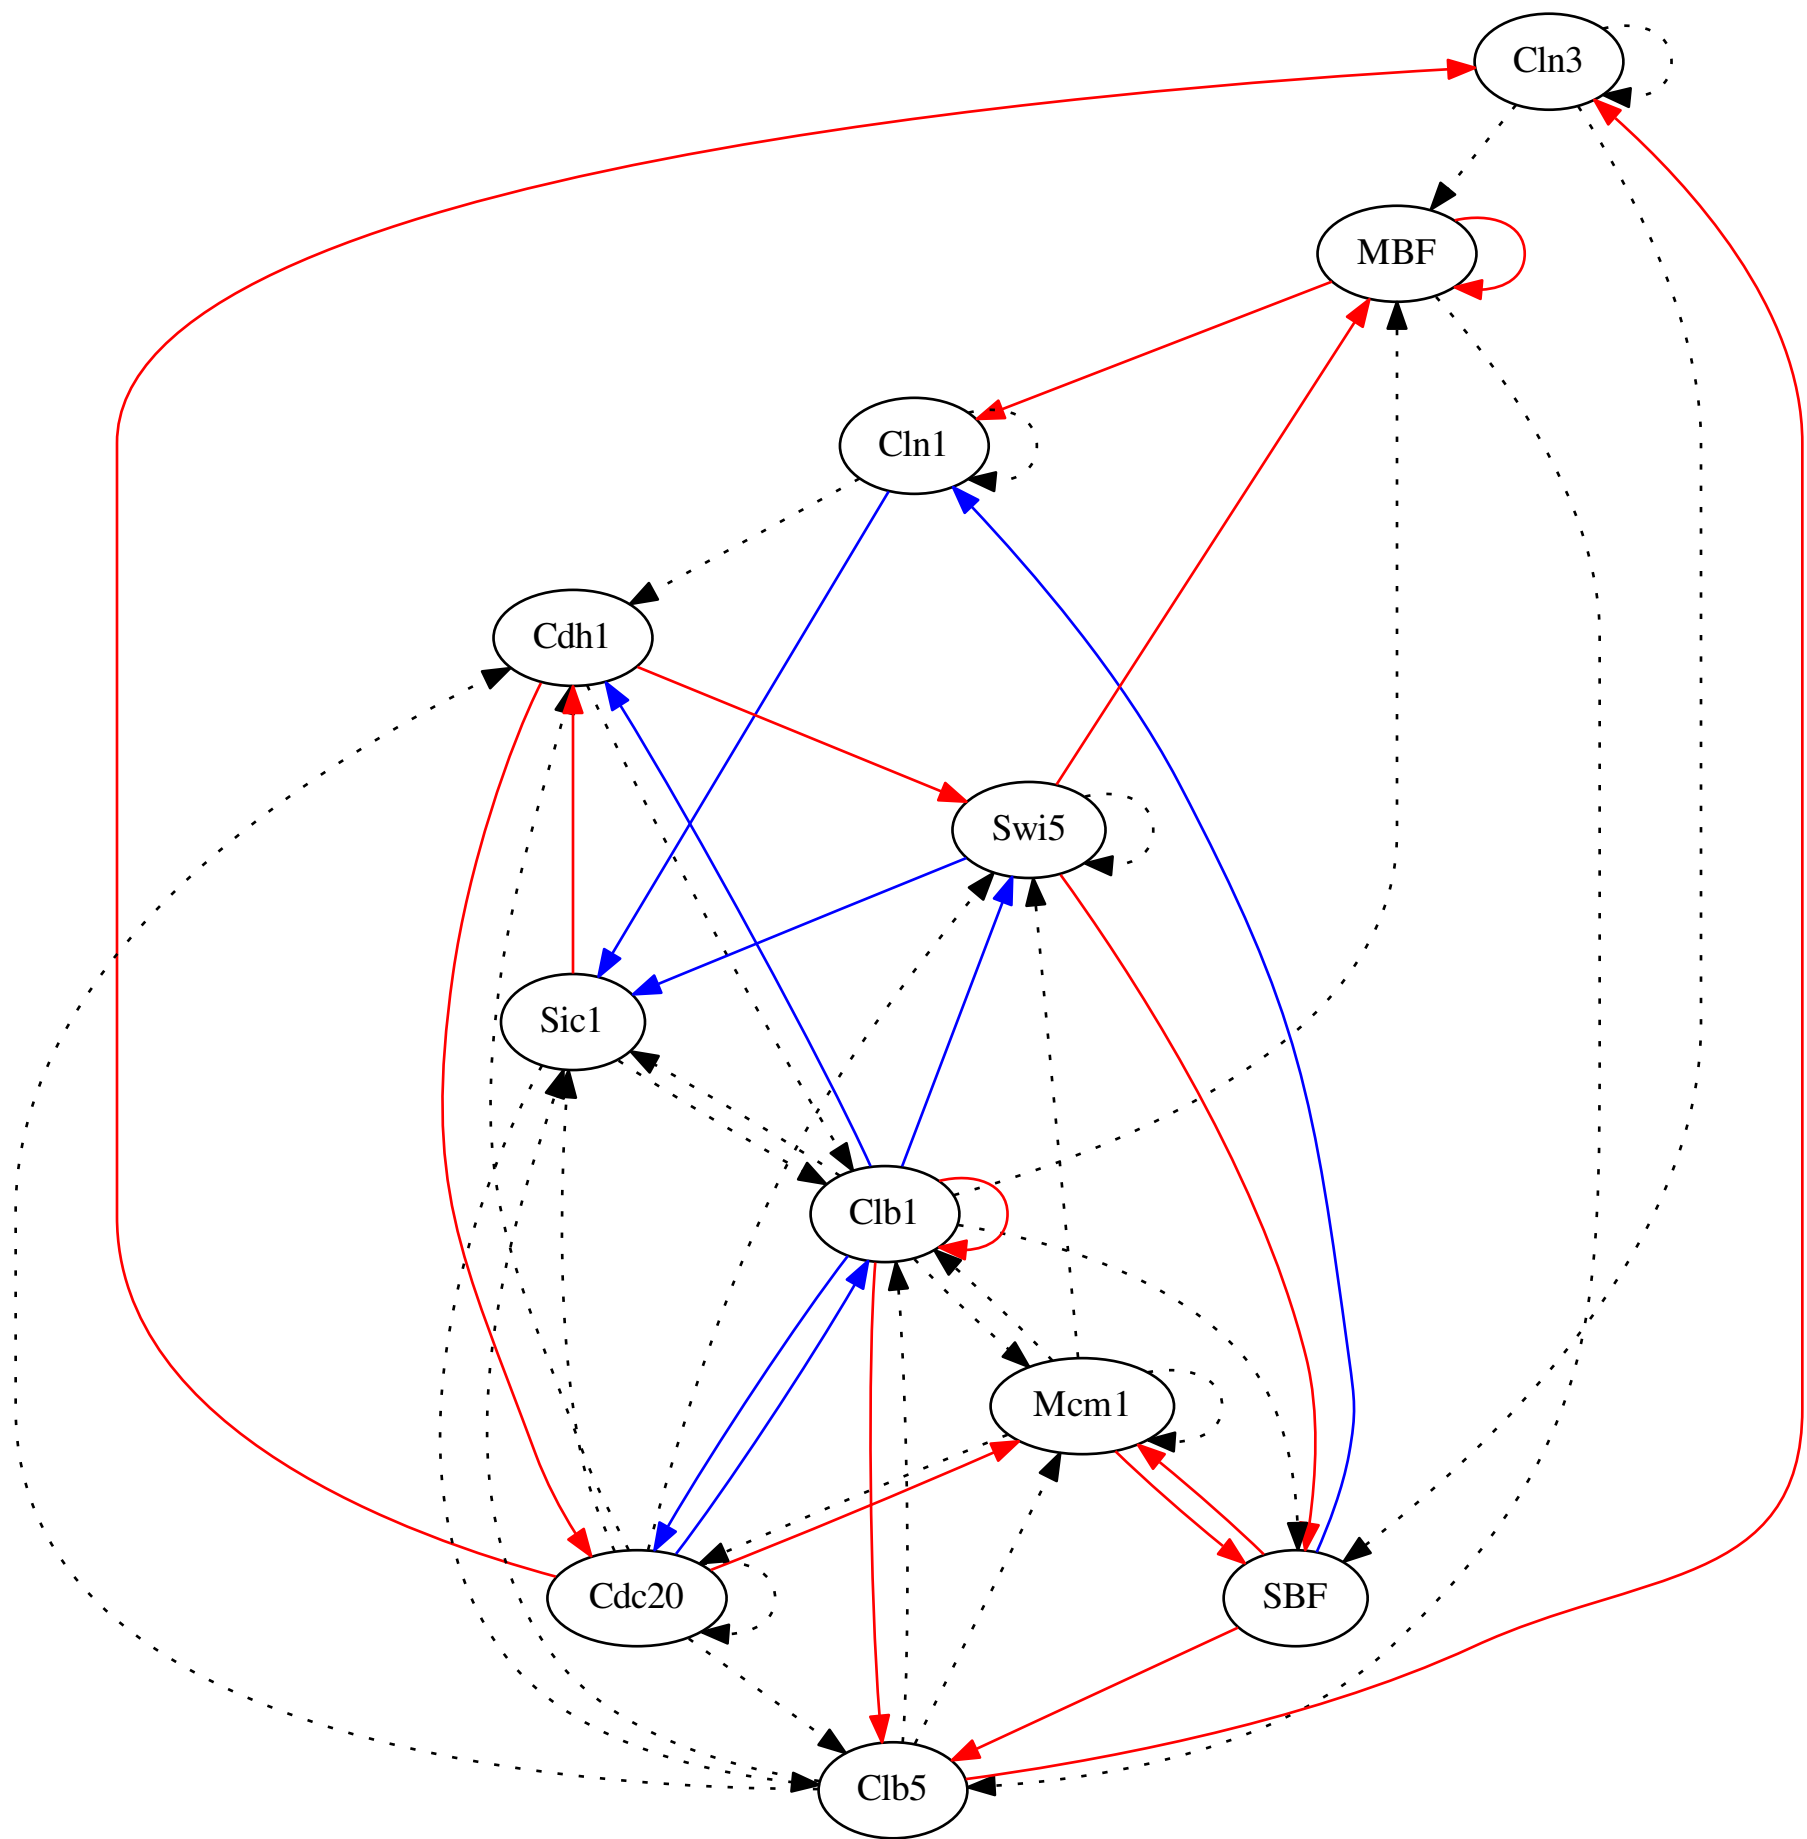 Cln3
MBF
Cln1
Cdh1
Swi5
Sic1
Clb1
Mcm1
Cdc20
SBF
Clb5